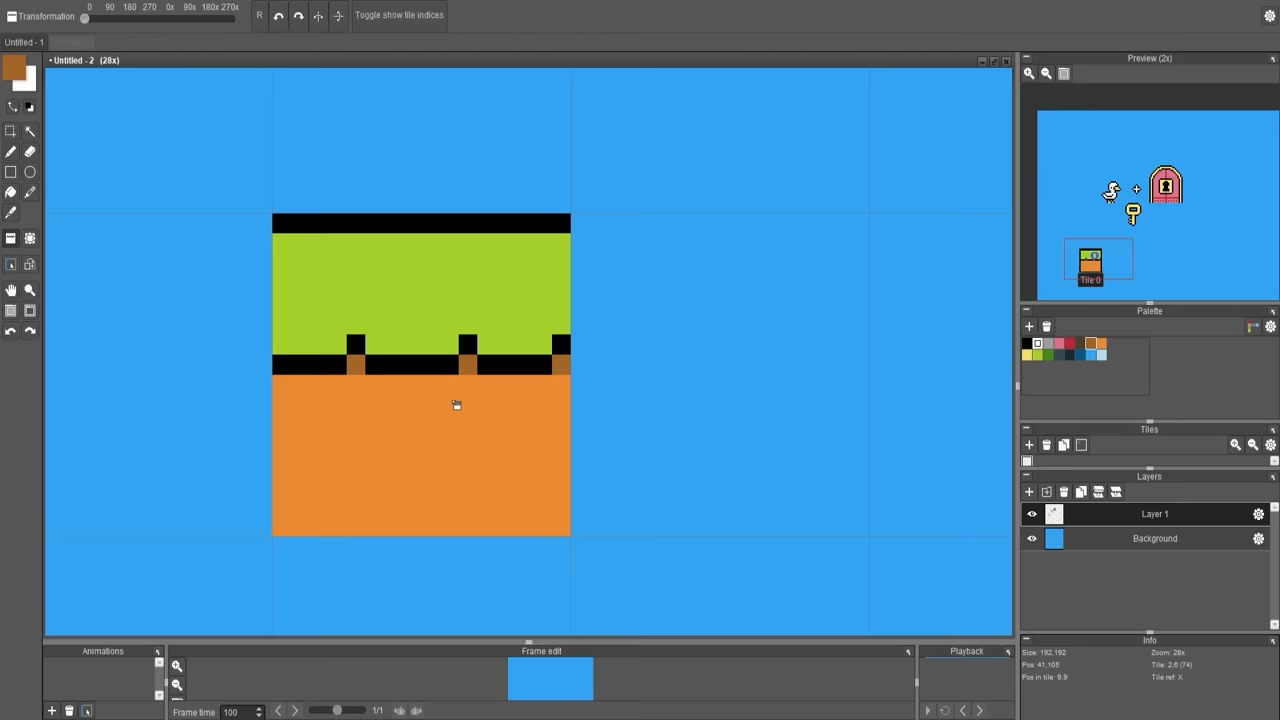 Transformation 0 90 180 270 0x 90x 180x 270x R Toggle show tile indices
Untitled - 1
• Untitled - 2 (28x)
Preview (2x)
Tile 0
Palette
Tiles
Layers
Layer 1
Background
Info
Size: 192,192 Zoom: 28x
Pos: 41,105 Tile: 2,6 (74)
Pos in tile: 9,9 Tile ref: X
Animations
Frame edit
Playback
Frame time 100 1/1